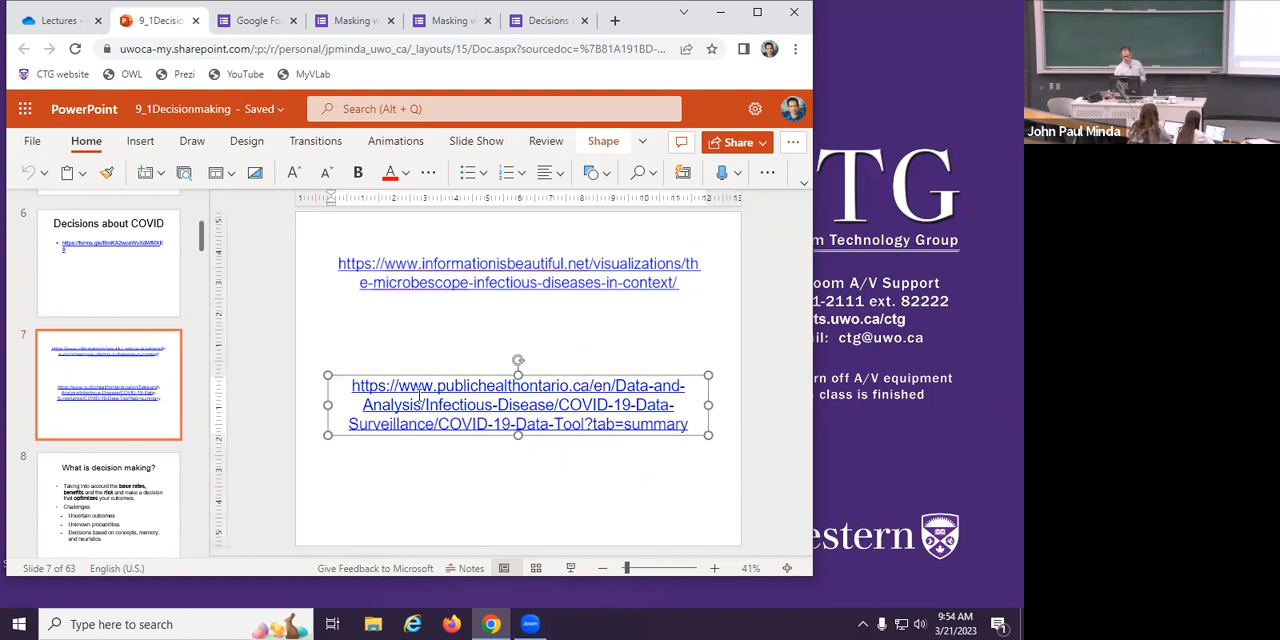 Lectures -
9_1Decisio
Google Fo
Masking w
Masking w
Decisions a
uwoca-my.sharepoint.com/:p:/r/personal/jpminda_uwo_ca/_layouts/15/Doc.aspx?sourcedoc=%7B81A191BD-...
CTG website
OWL
Prezi
YouTube
MyVLab
PowerPoint
9_1Decisionmaking - Saved
Search (Alt + Q)
File
Home
Insert
Draw
Design
Transitions
Animations
Slide Show
Review
Shape
Share
B
A
6
Decisions about COVID
7
8
What is decision making?
Taking into account the base rates,
benefits and the risk and make a decision
that optimizes your outcomes.
Challenges
Uncertain outcomes
Unknown probabilities
Decisions based on concepts, memory,
and heuristics.
https://www.informationisbeautiful.net/visualizations/th
e-microbescope-infectious-diseases-in-context/
https://www.publichealthontario.ca/en/Data-and-
Analysis/Infectious-Disease/COVID-19-Data-
Surveillance/COVID-19-Data-Tool?tab=summary
Slide 7 of 63
English (U.S.)
Give Feedback to Microsoft
Notes
41%
TG
m Technology Group
oom A/V Support
1-2111 ext. 82222
ts.uwo.ca/ctg
il: ctg@uwo.ca
rn off A/V equipment
class is finished
estern
John Paul Minda
Type here to search
zoom
9:54 AM
3/21/2023
1